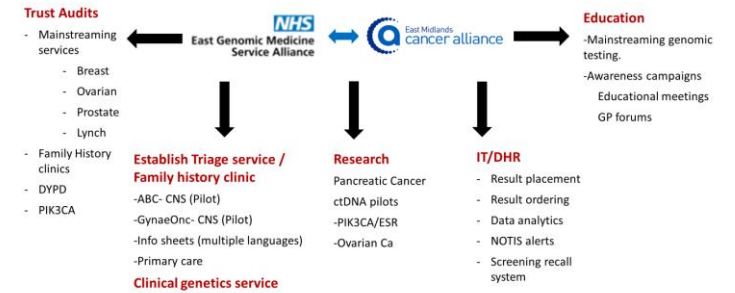 Trust Audits
- Mainstreaming
services
- Breast
- Ovarian
- Prostate
- Lynch
- Family History
clinics
- DYPD
- PIK3CA
NHS
East Genomic Medicine
Service Alliance
East Midlands
cancer alliance
Education
-Mainstreaming genomic
testing.
-Awareness campaigns
Educational meetings
GP forums
Establish Triage service /
Family history clinic
-ABC- CNS (Pilot)
-GynaeOnc- CNS (Pilot)
-Info sheets (multiple languages)
-Primary care
Clinical genetics service
Research
Pancreatic Cancer
ctDNA pilots
-PIK3CA/ESR
-Ovarian Ca
IT/DHR
- Result placement
- Result ordering
- Data analytics
- NOTIS alerts
- Screening recall
system